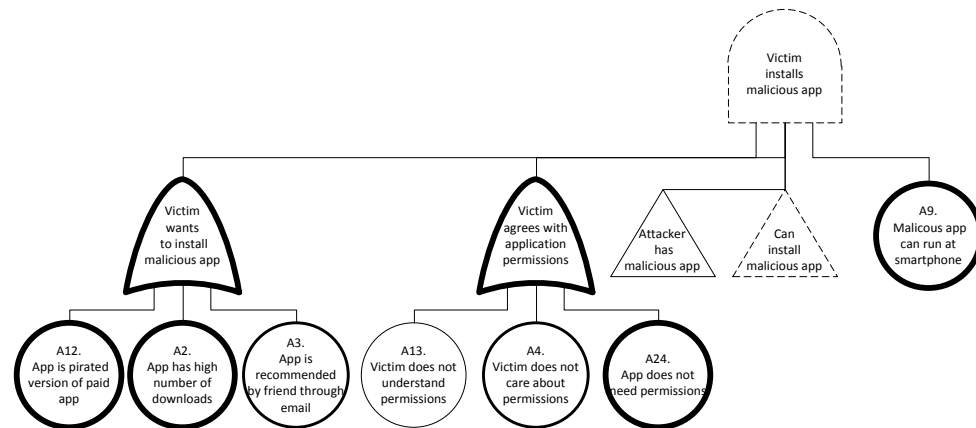 Victim
installs
malicious app
Victim
wants
to install
malicious app
Victim
agrees with
application
permissions
Attacker
has
malicious app
Can
install
malicious app
A9.
Malicous app
can run at
smartphone
A12.
App is pirated
version of paid
app
A2.
App has high
number of
downloads
A3.
App is
recommended
by friend through
email
A13.
Victim does not
understand
permissions
A4.
Victim does not
care about
permissions
A24.
App does not
need permissions